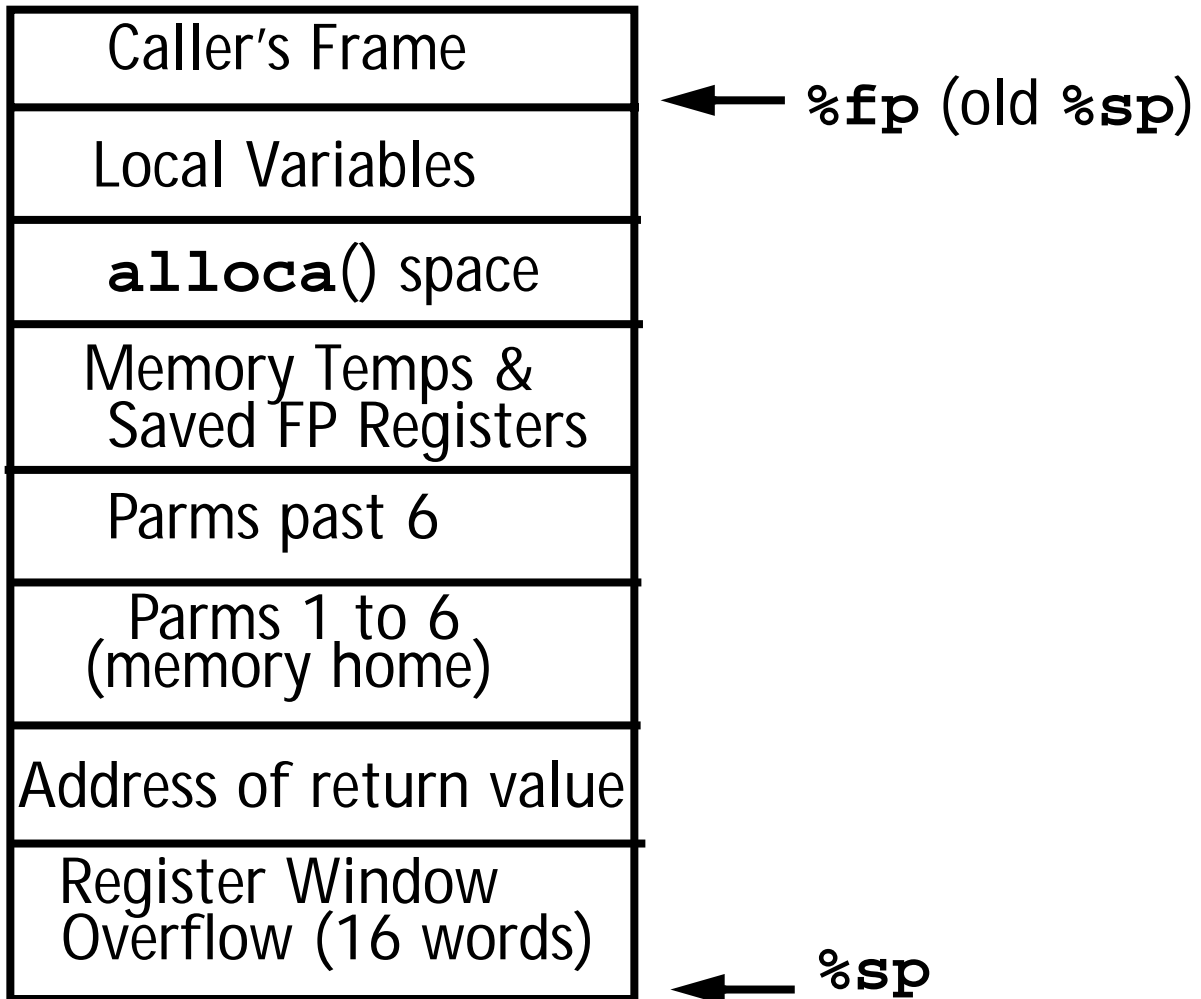 Caller's Frame
%fp (old %sp)
Local Variables
alloca() space
Memory Temps &
Saved FP Registers
Parms past 6
Parms 1 to 6
(memory home)
Address of return value
Register Window
Overflow (16 words)
%sp